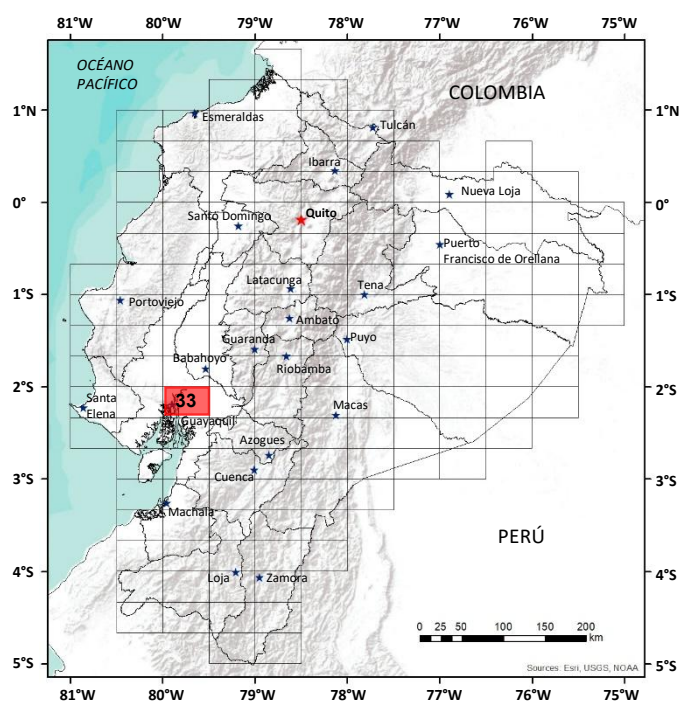 81°W 80°W 79°W 78°W 77°W 76°W 75°W
OCÉANO
PACÍFICO
COLOMBIA
1°N 1°N
Esmeraldas
Tulcán
Ibarra
Nueva Loja
0° 0°
Santo Domingo
Quito
Puerto
Francisco de Orellana
Latacunga
Tena
1°S 1°S
Portoviejo
Ambato
Guaranda
Puyo
Babahoyo
Riobamba
2°S 2°S
Santa
Elena
33
Macas
Guayaquil
Azogues
Cuenca
3°S 3°S
Machala
PERÚ
4°S 4°S
Loja
Zamora
0 25 50 100 150 200
km
5°S 5°S
Sources: Esri, USGS, NOAA
81°W 80°W 79°W 78°W 77°W 76°W 75°W